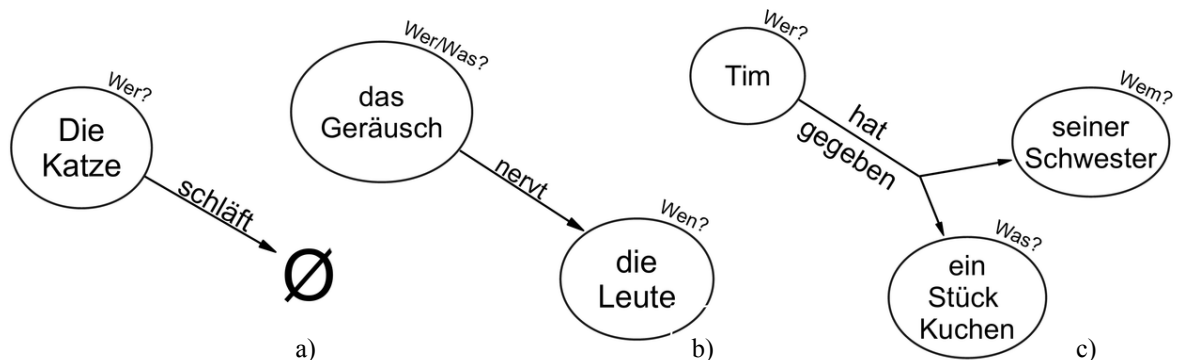 Wer?
Die
Katze
schläft
Ø
a)
Wer/Was?
das
Geräusch
nervt
Wen?
die
Leute
b)
Wer?
Tim
hat
gegeben
Wem?
seiner
Schwester
Was?
ein
Stück
Kuchen
c)